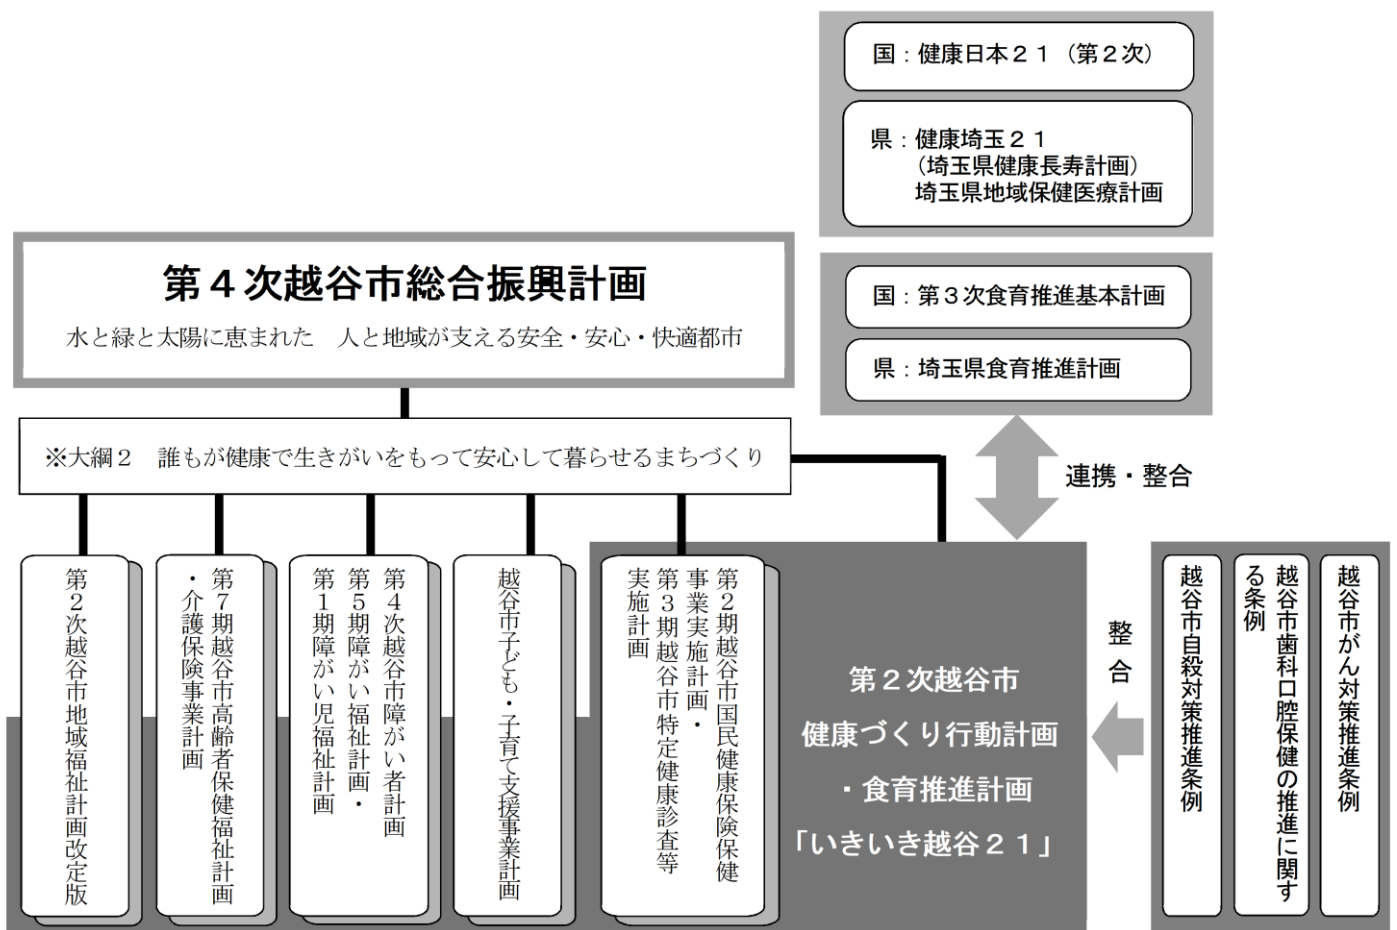 国：健康日本２１（第２次）
県：健康埼玉２１
（埼玉県健康長寿計画）
埼玉県地域保健医療計画
第４次越谷市総合振興計画
水と緑と太陽に恵まれた　人と地域が支える安全・安心・快適都市
国：第３次食育推進基本計画
県：埼玉県食育推進計画
※大綱２　誰もが健康で生きがいをもって安心して暮らせるまちづくり
連携・整合
第２次越谷市地域福祉計画改定版
第７期越谷市高齢者保健福祉計画
・介護保険事業計画
第４次越谷市障がい者計画
第５期障がい福祉計画・
第１期障がい児福祉計画
越谷市子ども・子育て支援事業計画
第２期越谷市国民健康保険保健
事業実施計画・
第３期越谷市特定健康診査等
実施計画
第２次越谷市
健康づくり行動計画
・食育推進計画
「いきいき越谷２１」
整合
越谷市自殺対策推進条例
越谷市歯科口腔保健の推進に関す
る条例
越谷市がん対策推進条例